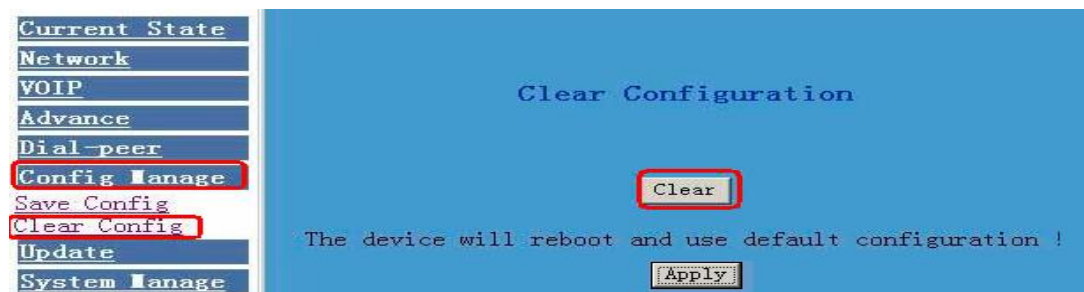 Current State
Network
VOIP
Advance
Dial-peer
Config Manage
Save Config
Clear Config
Update
System Manage
Clear Configuration
Clear
The device will reboot and use default configuration !
Apply